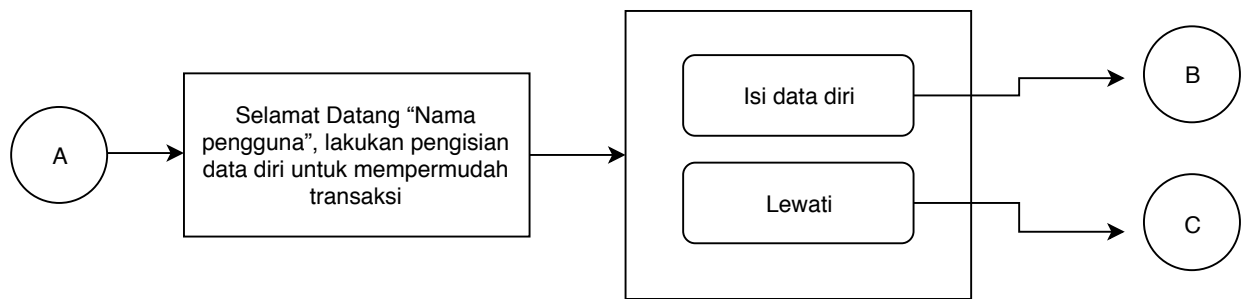 A
Selamat Datang “Nama
pengguna”, lakukan pengisian
data diri untuk mempermudah
transaksi
Isi data diri
Lewati
B
C